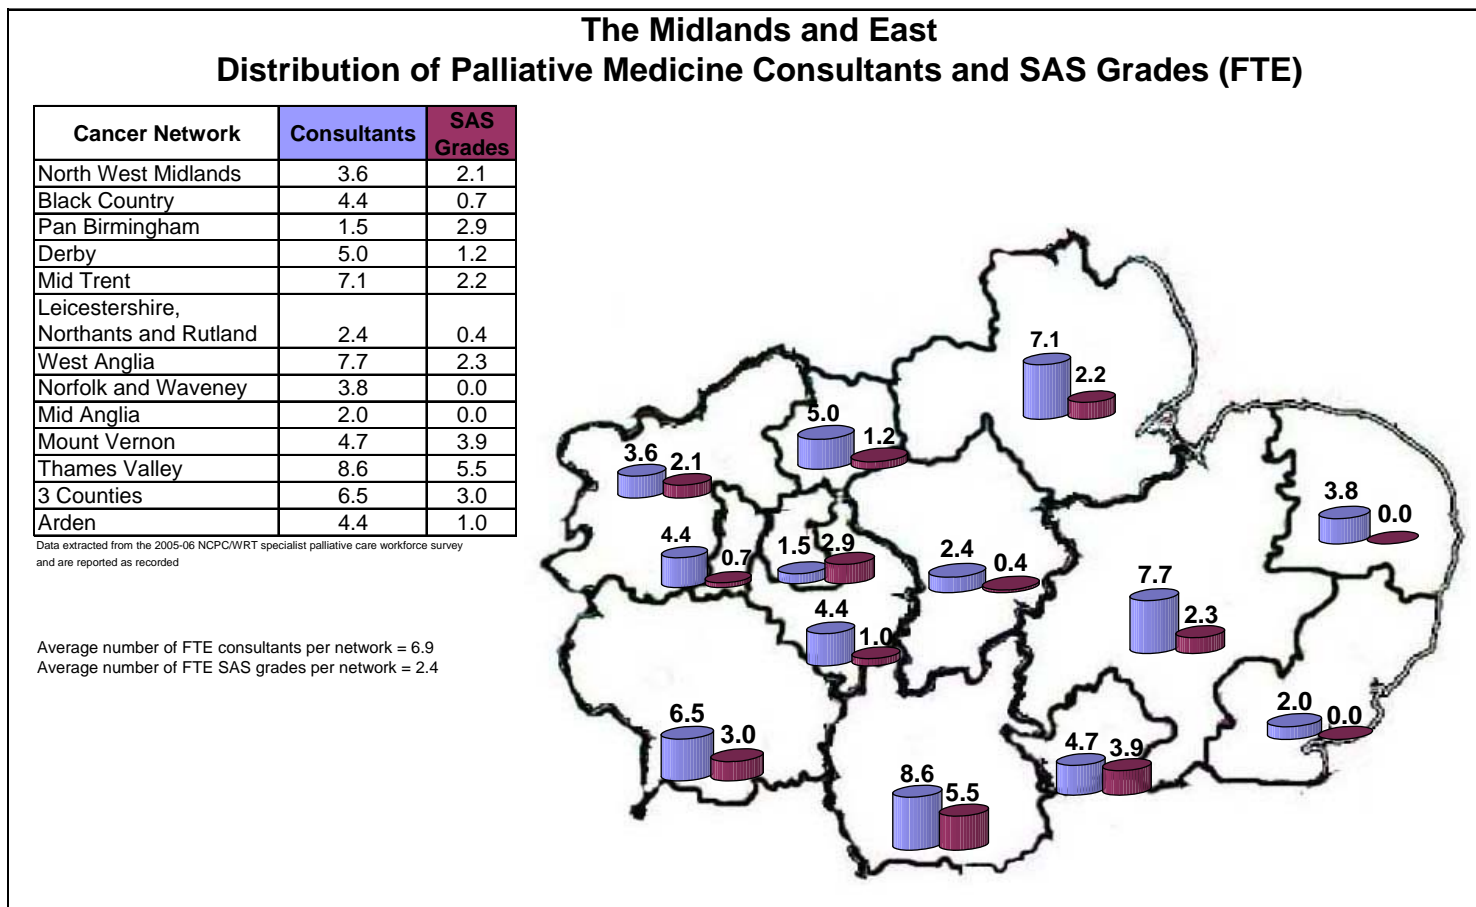 The Midlands and East
Distribution of Palliative Medicine Consultants and SAS Grades (FTE)
Cancer Network Consultants SAS Grades
North West Midlands 3.6 2.1
Black Country 4.4 0.7
Pan Birmingham 1.5 2.9
Derby 5.0 1.2
Mid Trent 7.1 2.2
Leicestershire,
Northants and Rutland 2.4 0.4
West Anglia 7.7 2.3
Norfolk and Waveney 3.8 0.0
Mid Anglia 2.0 0.0
Mount Vernon 4.7 3.9
Thames Valley 8.6 5.5
3 Counties 6.5 3.0
Arden 4.4 1.0
Data extracted from the 2005-06 NCPC/WRT specialist palliative care workforce survey
and are reported as recorded
Average number of FTE consultants per network = 6.9
Average number of FTE SAS grades per network = 2.4
7.1 2.2
5.0 1.2
3.6 2.1
3.8 0.0
4.4 0.7
1.5 2.9
2.4 0.4
7.7 2.3
4.4 1.0
2.0 0.0
6.5 3.0
4.7 3.9
8.6 5.5